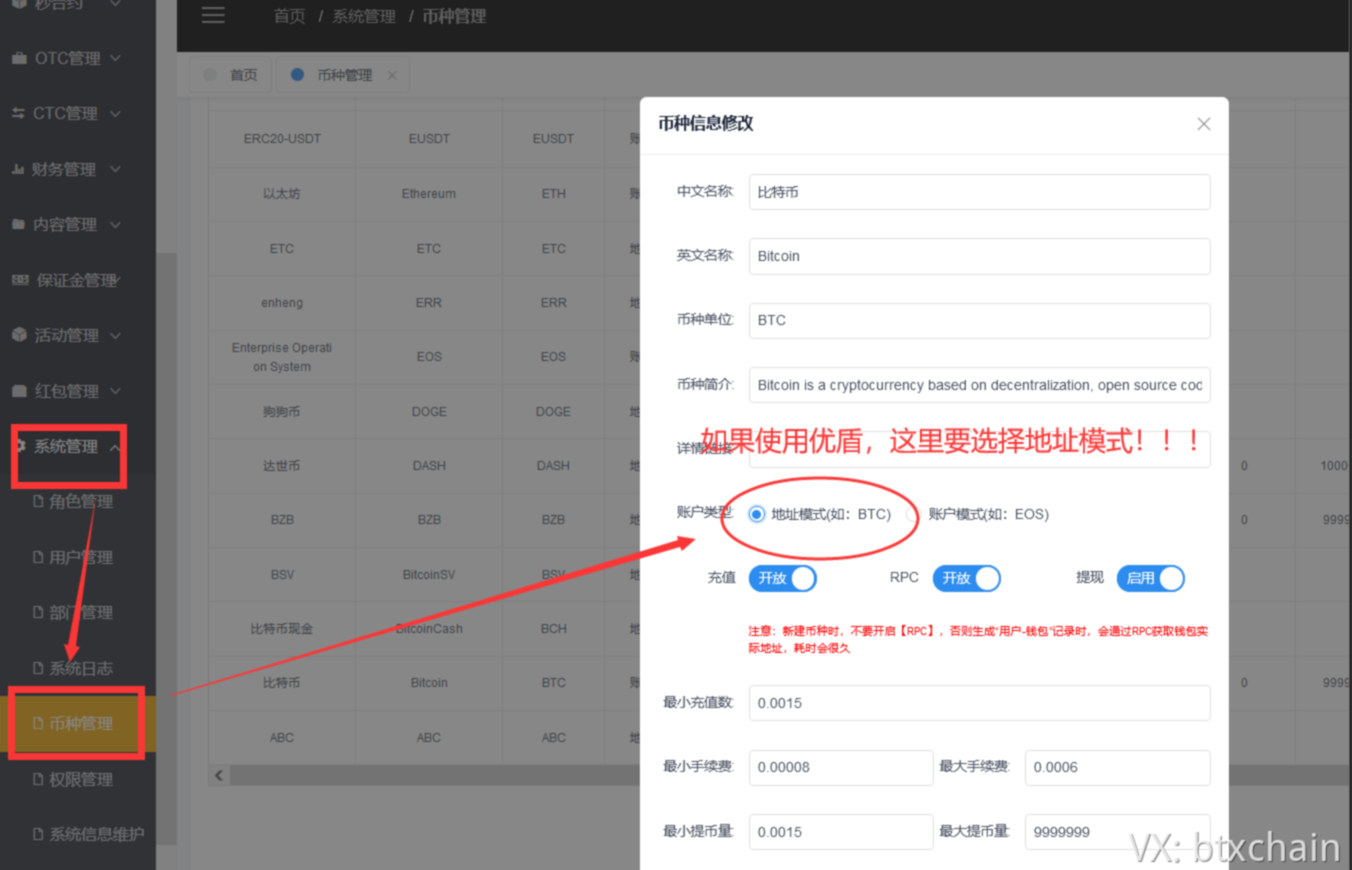 秒合约
OTC管理
CTC管理
财务管理
内容管理
保证金管理
活动管理
红包管理
系统管理
角色管理
用户管理
部门管理
系统日志
币种管理
权限管理
系统信息维护
首页 / 系统管理 / 币种管理
首页 币种管理
ERC20-USDT EUSDT EUSDT 账
以太坊 Ethereum ETH 账
ETC ETC ETC 地
enheng ERR ERR 地
Enterprise Operati
on System EOS EOS 账
狗狗币 DOGE DOGE 地
达世币 DASH DASH 地 0 1000
BZB BZB BZB 地 0 9999
BSV BitcoinSV BSV 地
比特币现金 BitcoinCash BCH 地
比特币 Bitcoin BTC 账 0 9999
ABC ABC ABC 地
币种信息修改
中文名称: 比特币
英文名称: Bitcoin
币种单位: BTC
币种简介: Bitcoin is a cryptocurrency based on decentralization, open source cod
详情链接:
如果使用优盾，这里要选择地址模式！！！
账户类型: 地址模式(如：BTC) 账户模式(如：EOS)
充值 开放 RPC 开放 提现 启用
注意：新建币种时，不要开启【RPC】，否则生成“用户-钱包”记录时，会通过RPC获取钱包实
际地址，耗时会很久
最小充值数: 0.0015
最小手续费: 0.00008 最大手续费: 0.0006
最小提币量: 0.0015 最大提币量: 9999999
VX: btxchain